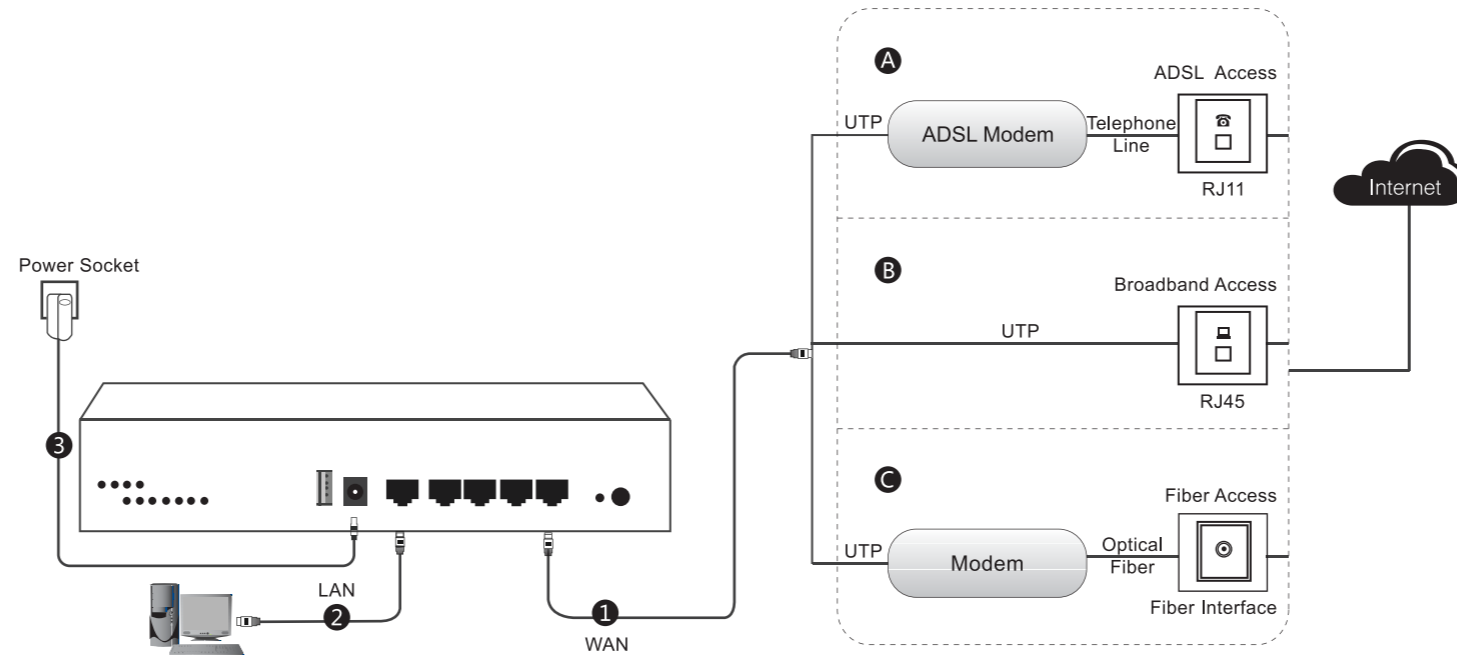 A
ADSL Access
UTP
ADSL Modem
Telephone
Line
RJ11
Internet
B
Broadband Access
UTP
RJ45
Power Socket
3
C
Fiber Access
UTP
Modem
Optical
Fiber
Fiber Interface
LAN
2
1
WAN